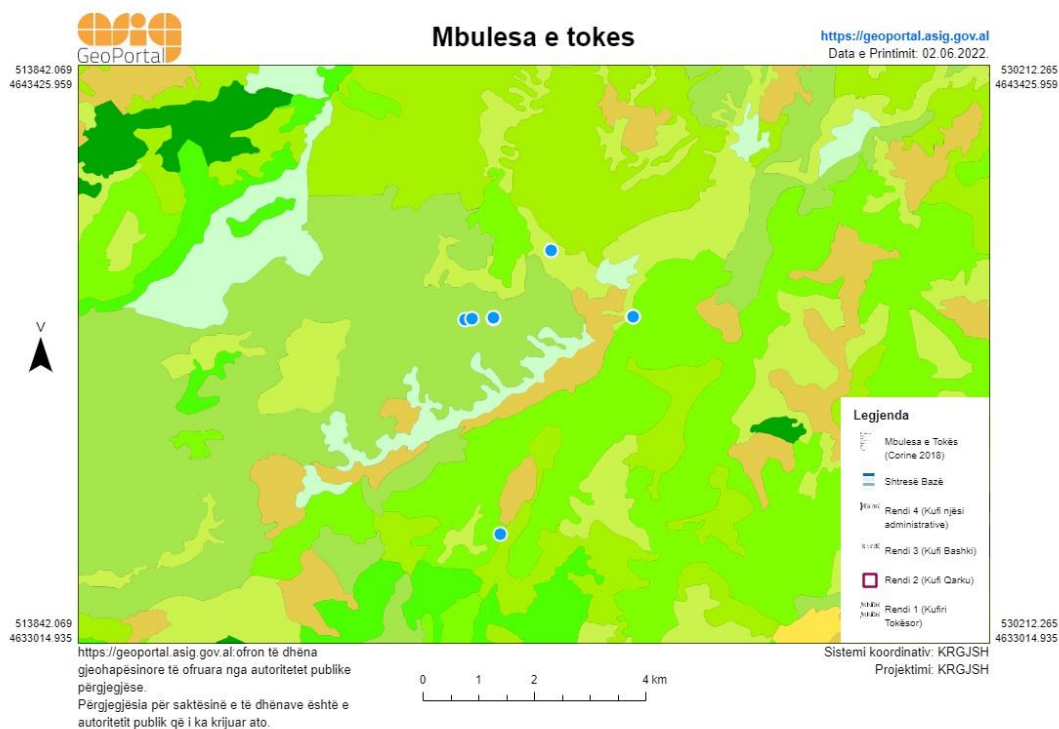 asig
GeoPortal
Mbulesa e tokes
https://geoportal.asig.gov.al
Data e Printimit: 02.06.2022.
513842.069
4643425.959
530212.265
4643425.959
V
Legjenda
Mbulesa e Tokës
(Corine 2018)
Shtresë Bazë
Rendi 4 (Kufi njësi
administrative)
Rendi 3 (Kufi Bashki)
Rendi 2 (Kufi Qarku)
Rendi 1 (Kufiri
Tokësor)
513842.069
4633014.935
530212.265
4633014.935
https://geoportal.asig.gov.al:ofron të dhëna
gjeohapësinore të ofruara nga autoritetet publike
përgjegjëse.
Përgjegjësia për saktësinë e të dhënave është e
autoritetit publik që i ka krijuar ato.
0 1 2 4 km
Sistemi koordinativ: KRGJSH
Projektimi: KRGJSH